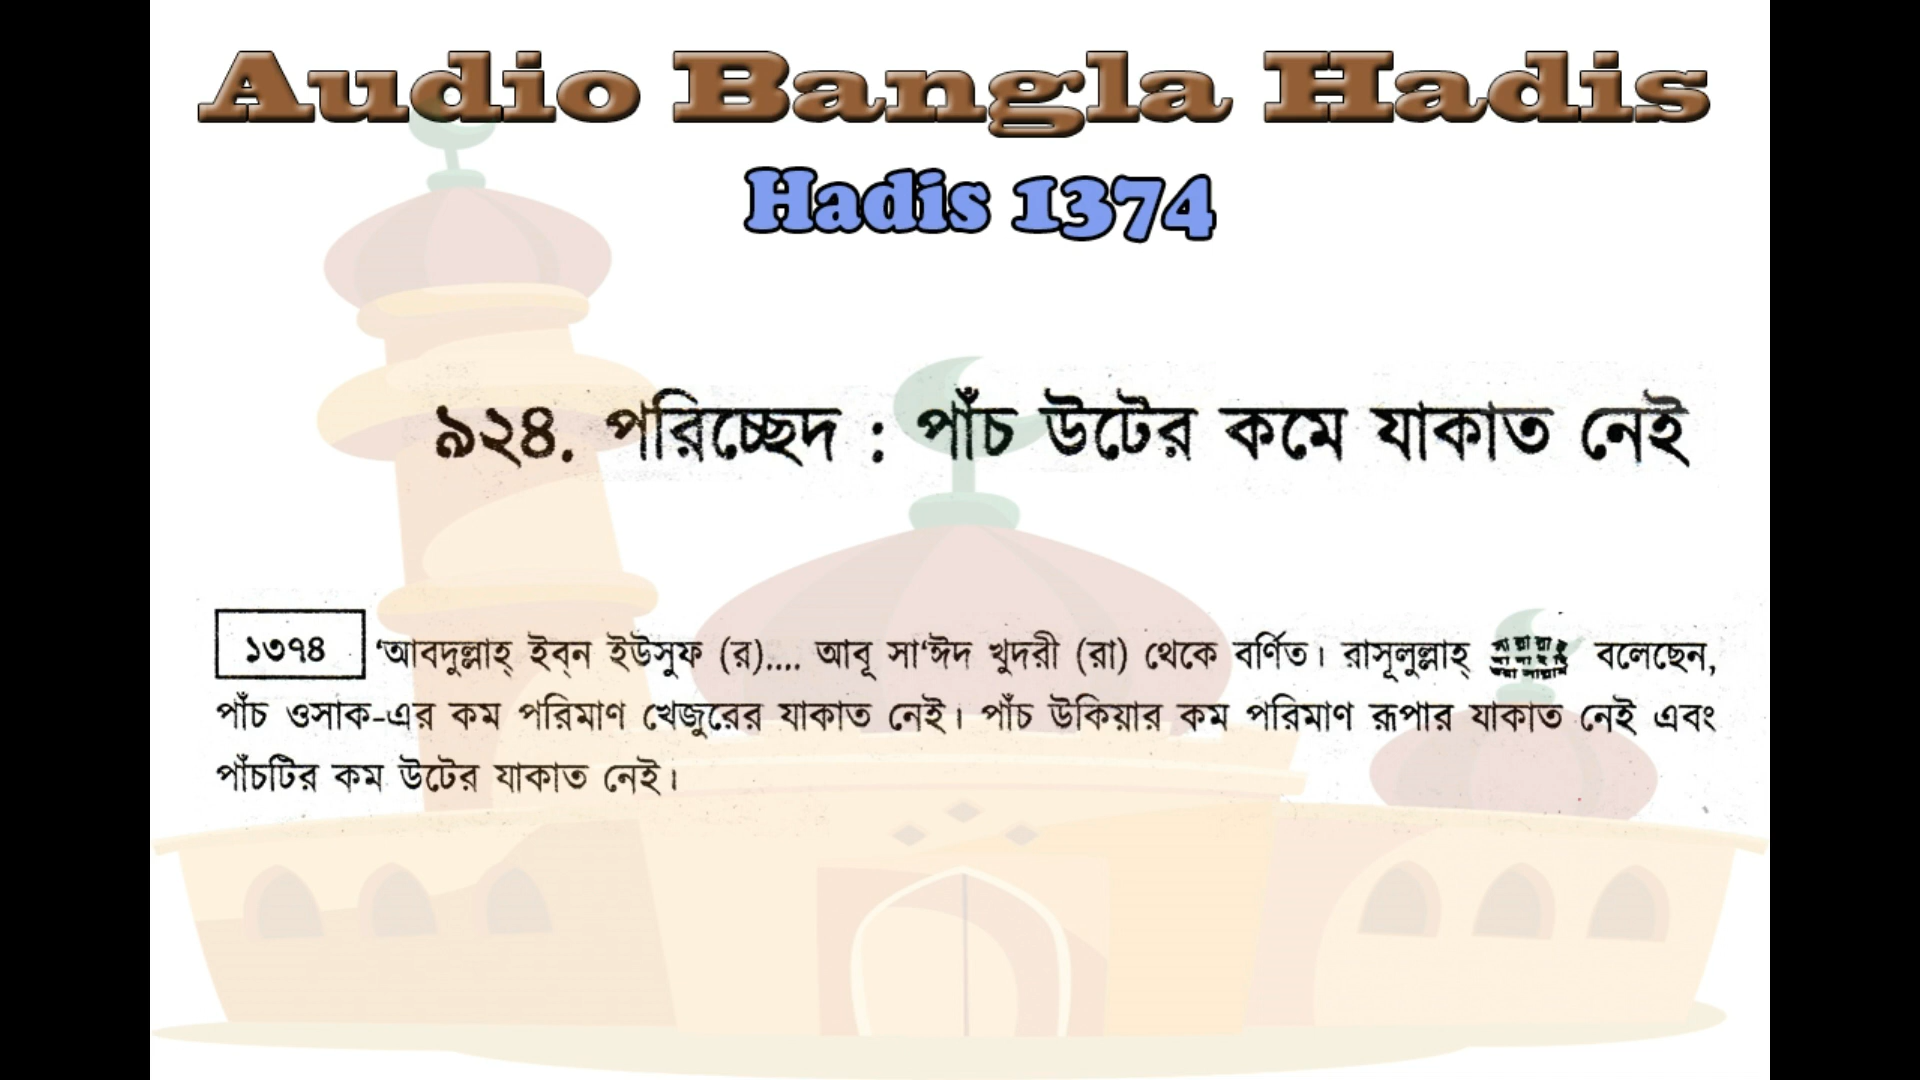 Audio Bangla Hadis
Hadis 1374
৯২৪. পরিচ্ছেদ : পাঁচ উটের কমে যাকাত নেই
১৩৭৪ 'আবদুল্লাহ্ ইব্ন ইউসুফ (র).... আবূ সা'ঈদ খুদরী (রা) থেকে বর্ণিত। রাসূলুল্লাহ্ বলেছেন,
পাঁচ ওসাক-এর কম পরিমাণ খেজুরের যাকাত নেই। পাঁচ উকিয়ার কম পরিমাণ রূপার যাকাত নেই এবং
পাঁচটির কম উটের যাকাত নেই।